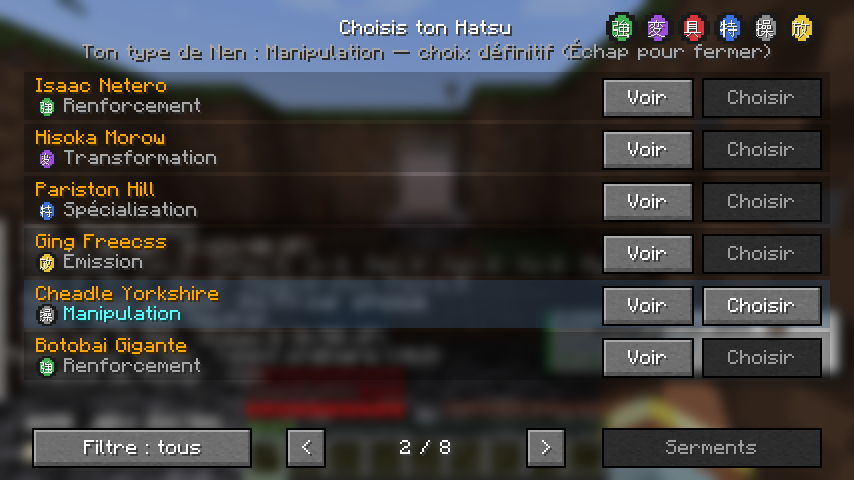 Choisis ton Hatsu
強 変 具 特 操 放
Ton type de Nen : Manipulation — choix définitif (Échap pour fermer)
Isaac Netero
強 Renforcement
Voir
Choisir
Hisoka Morow
変 Transformation
Voir
Choisir
Pariston Hill
特 Spécialisation
Voir
Choisir
Ging Freecss
放 Émission
Voir
Choisir
Cheadle Yorkshire
操 Manipulation
Voir
Choisir
Botobai Gigante
強 Renforcement
Voir
Choisir
Filtre : tous
<
2 / 8
>
Serments